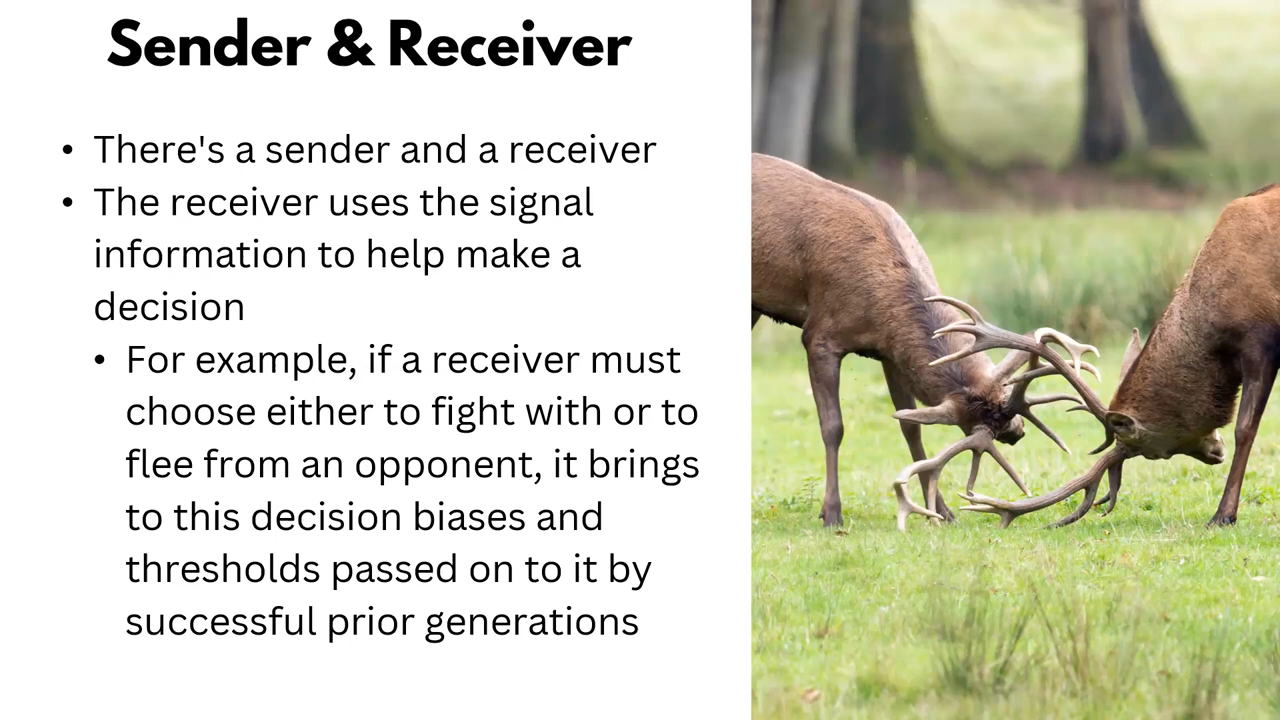 Sender & Receiver
• There's a sender and a receiver
• The receiver uses the signal
information to help make a
decision
• For example, if a receiver must
choose either to fight with or to
flee from an opponent, it brings
to this decision biases and
thresholds passed on to it by
successful prior generations